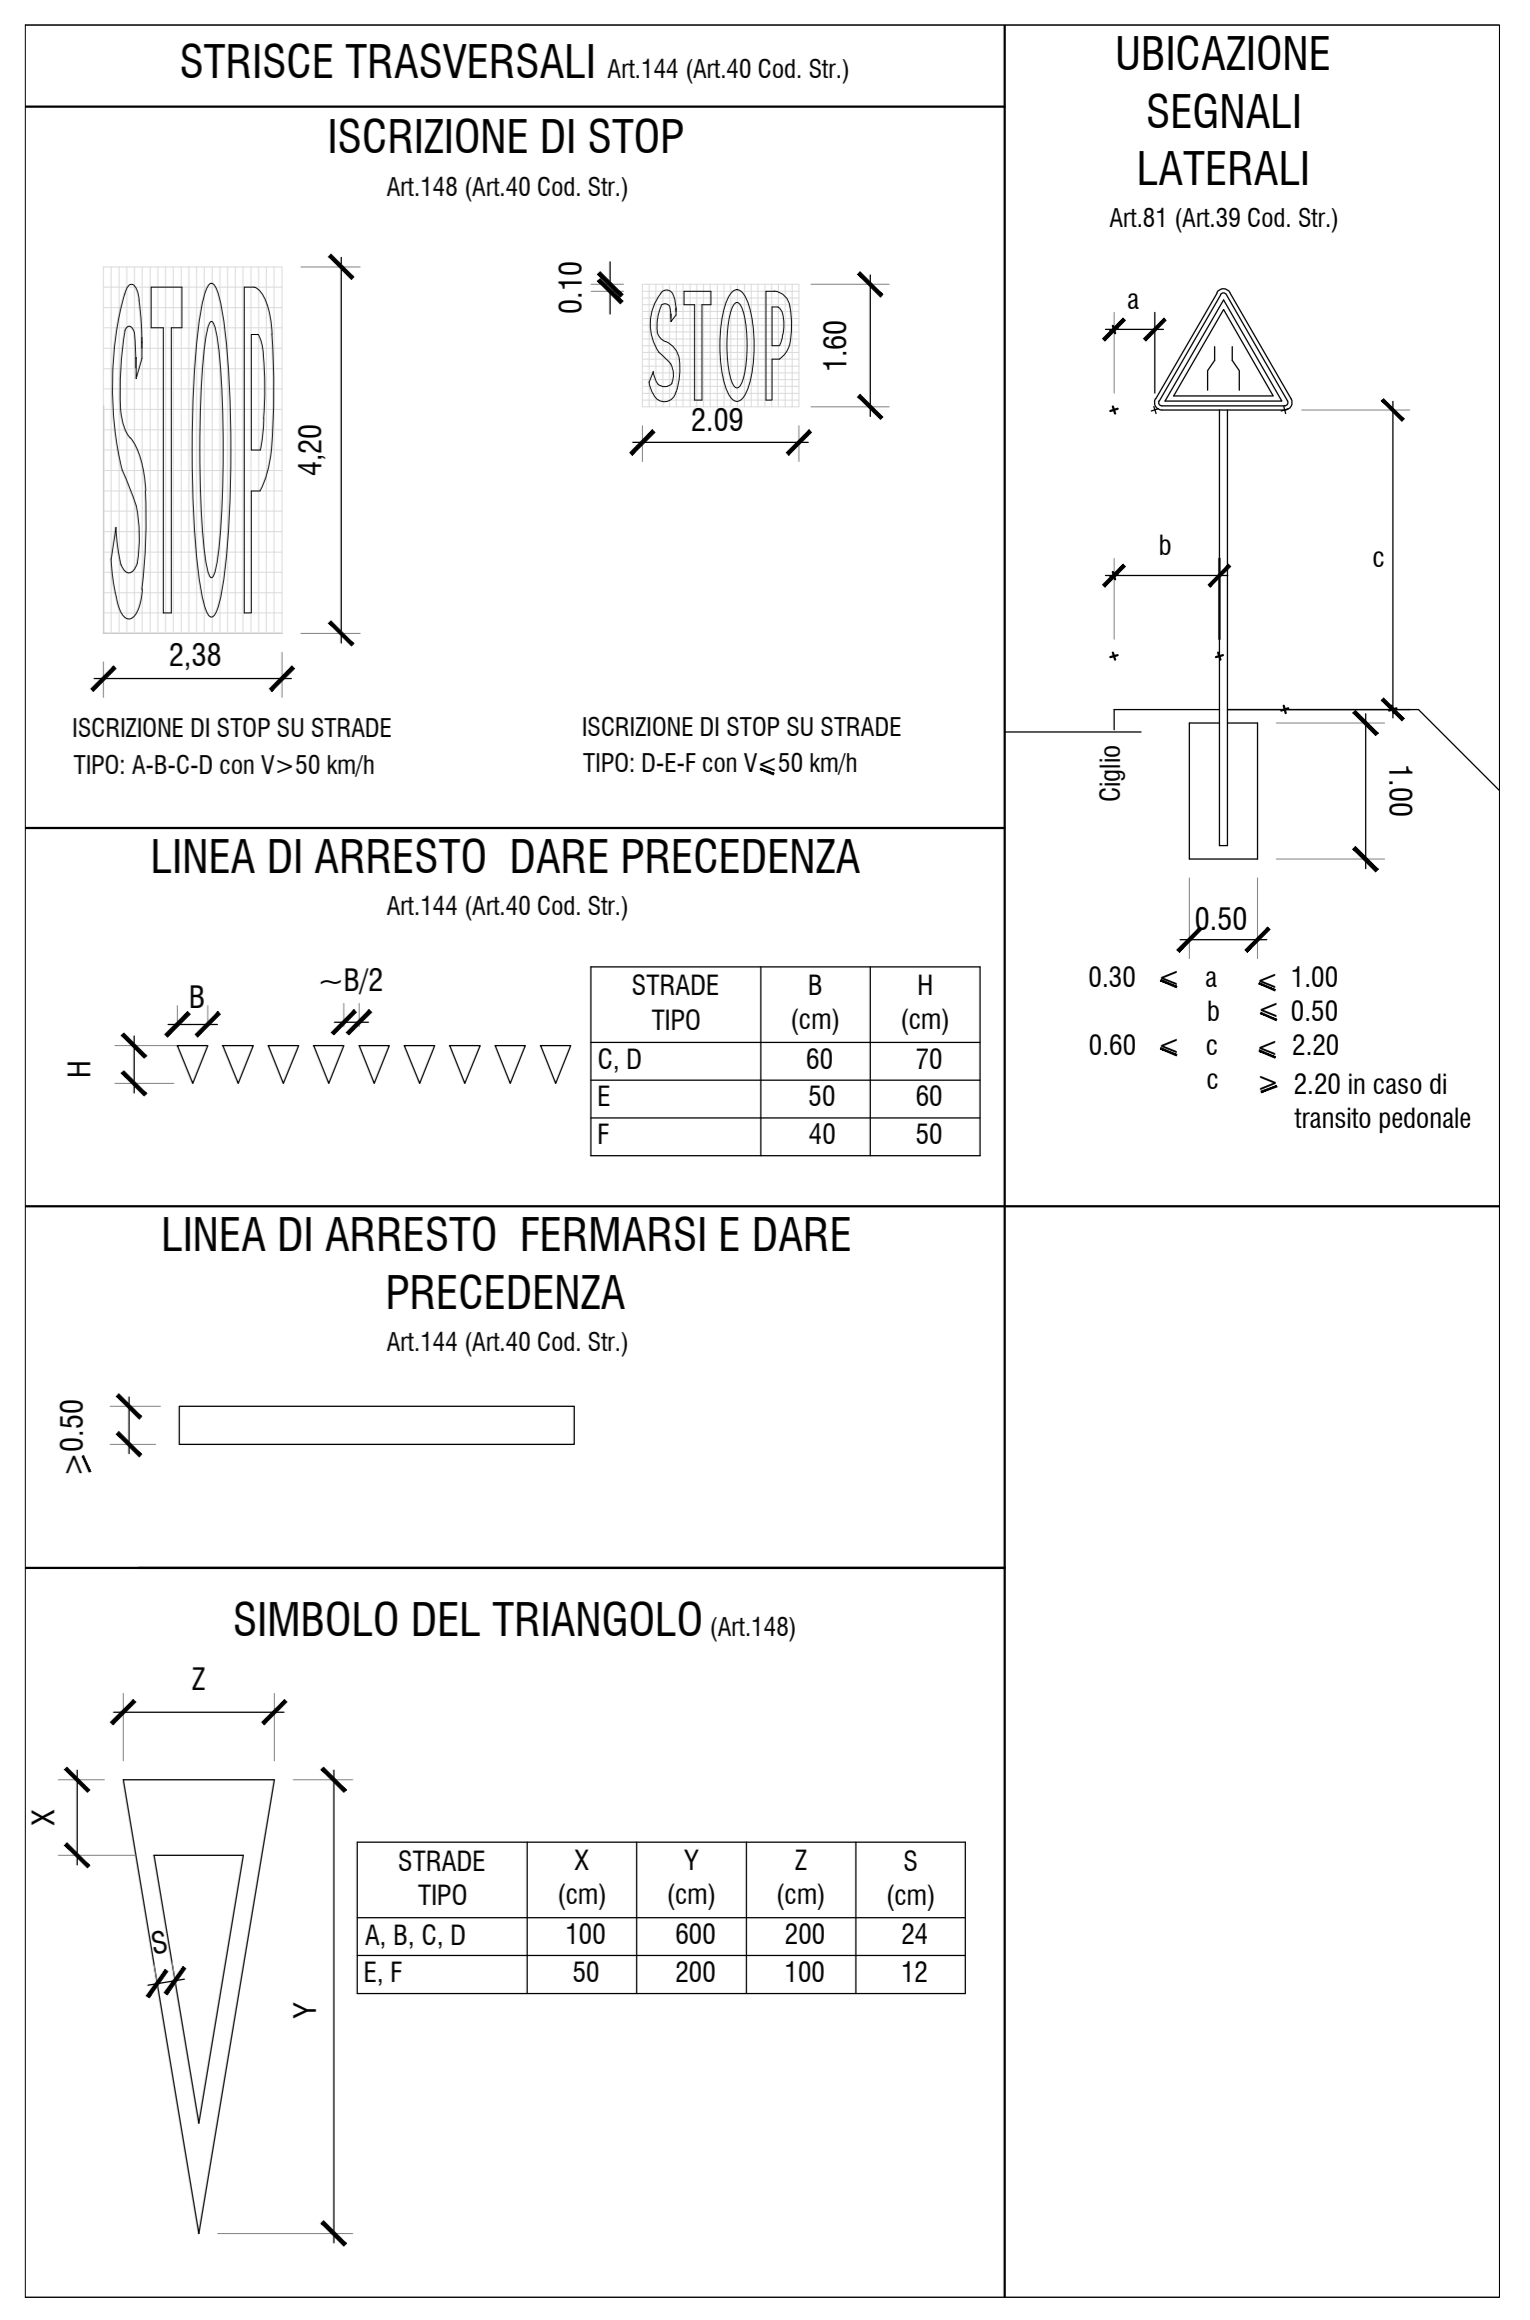 STRISCE TRASVERSALI Art.144 (Art.40 Cod. Str.)
ISCRIZIONE DI STOP
Art.148 (Art.40 Cod. Str.)
STOP
4,20
2,38
0.10
STOP
1.60
2.09
ISCRIZIONE DI STOP SU STRADE
TIPO: A-B-C-D con V>50 km/h
ISCRIZIONE DI STOP SU STRADE
TIPO: D-E-F con V⩽50 km/h
LINEA DI ARRESTO DARE PRECEDENZA
Art.144 (Art.40 Cod. Str.)
B
~B/2
H
STRADE TIPO B (cm) H (cm)
C, D 60 70
E 50 60
F 40 50
LINEA DI ARRESTO FERMARSI E DARE
PRECEDENZA
Art.144 (Art.40 Cod. Str.)
⩾0.50
SIMBOLO DEL TRIANGOLO (Art.148)
Z
X
S
Y
STRADE TIPO X (cm) Y (cm) Z (cm) S (cm)
A, B, C, D 100 600 200 24
E, F 50 200 100 12
UBICAZIONE
SEGNALI
LATERALI
Art.81 (Art.39 Cod. Str.)
a
b
c
Ciglio
1.00
0.50
0.30 ⩽ a ⩽ 1.00
b ⩽ 0.50
0.60 ⩽ c ⩽ 2.20
c ⩾ 2.20 in caso di
transito pedonale